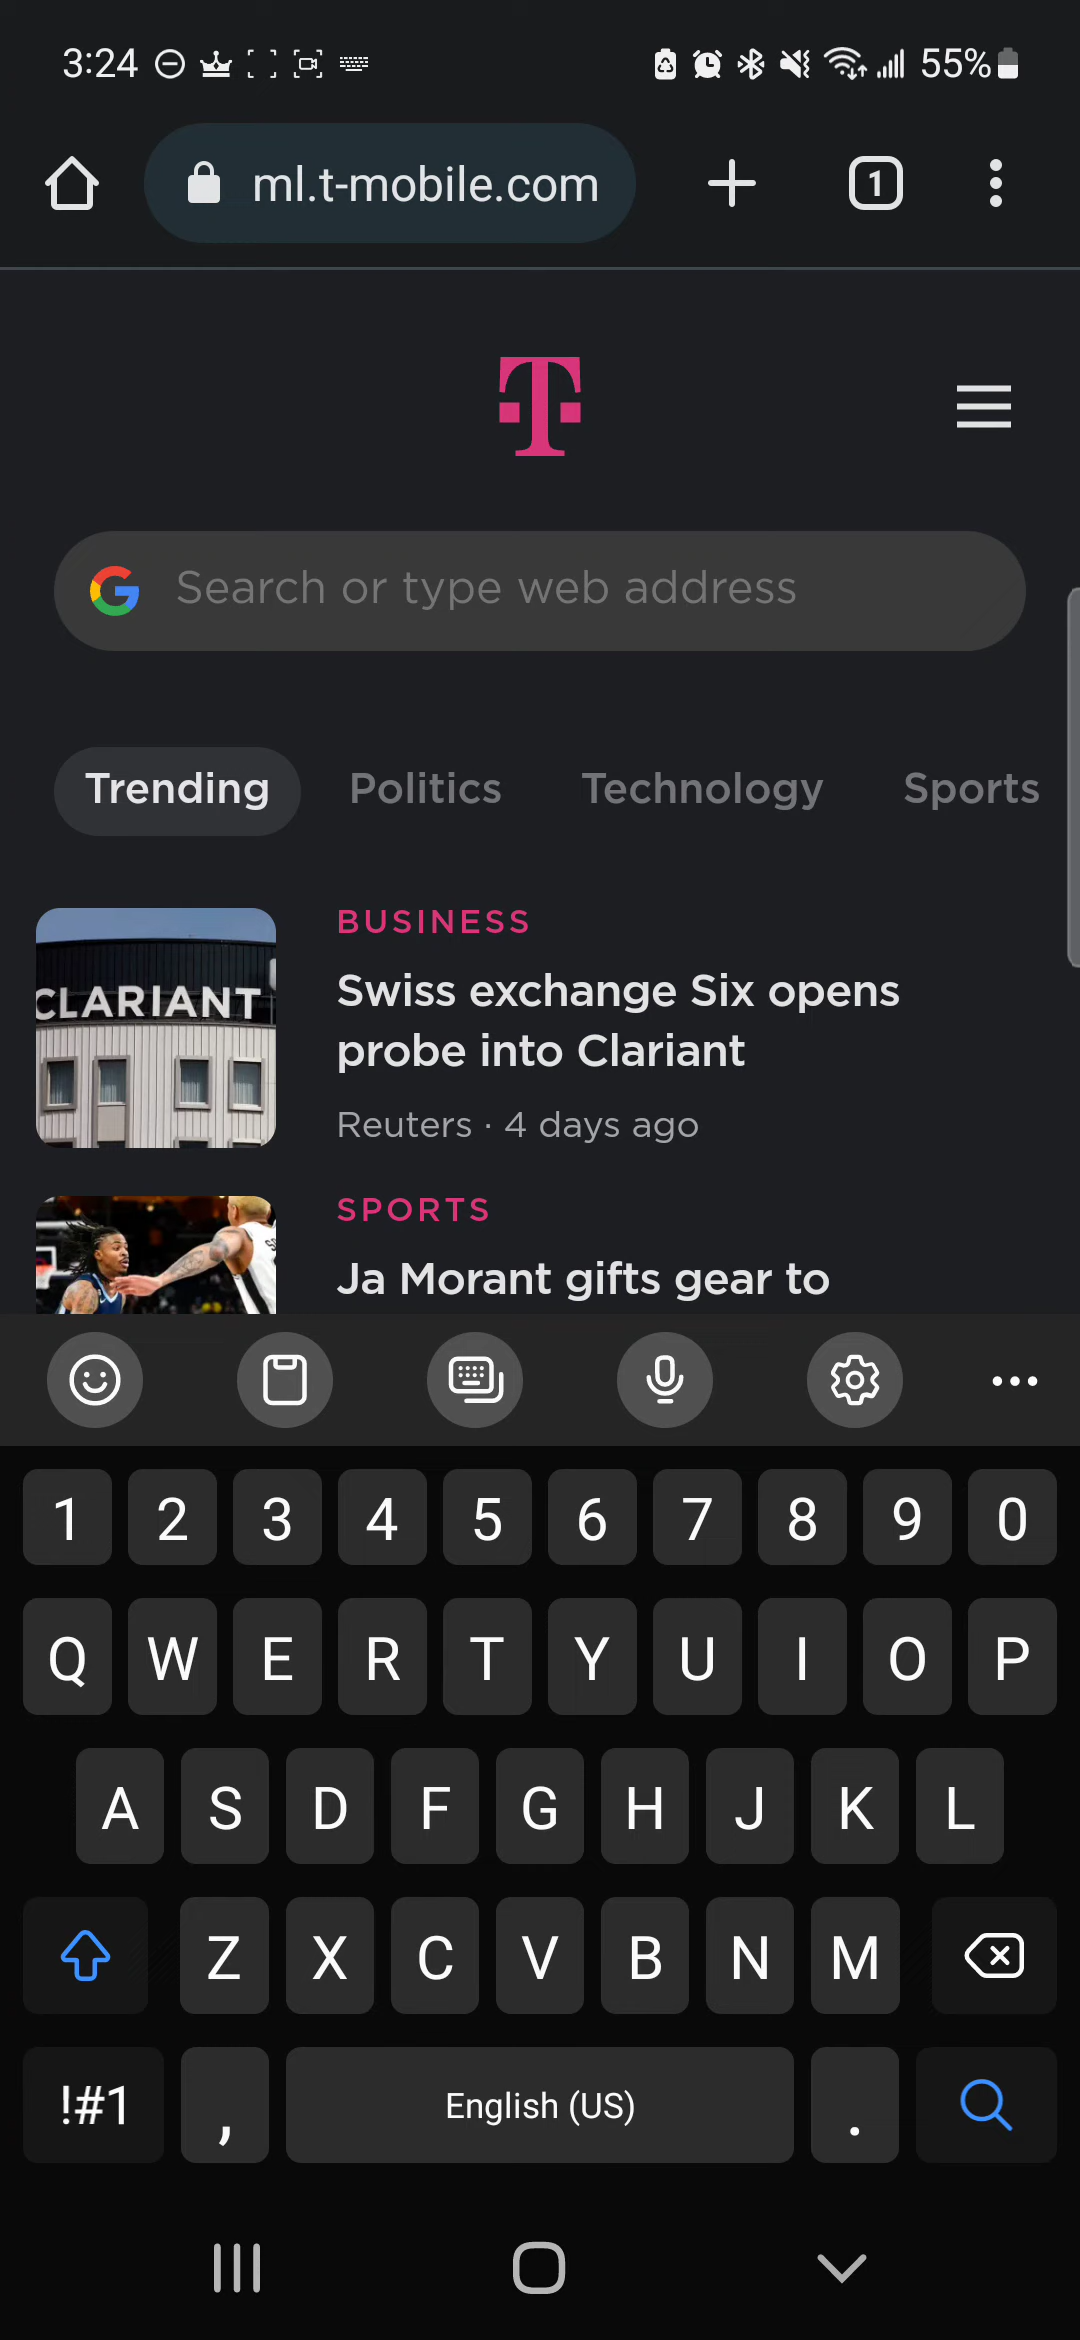 3:24
55%
ml.t-mobile.com
1
T
Search or type web address
Trending Politics Technology Sports
CLARIANT
BUSINESS
Swiss exchange Six opens
probe into Clariant
Reuters · 4 days ago
SPORTS
Ja Morant gifts gear to
1 2 3 4 5 6 7 8 9 0
Q W E R T Y U I O P
A S D F G H J K L
Z X C V B N M
!#1 , English (US) .